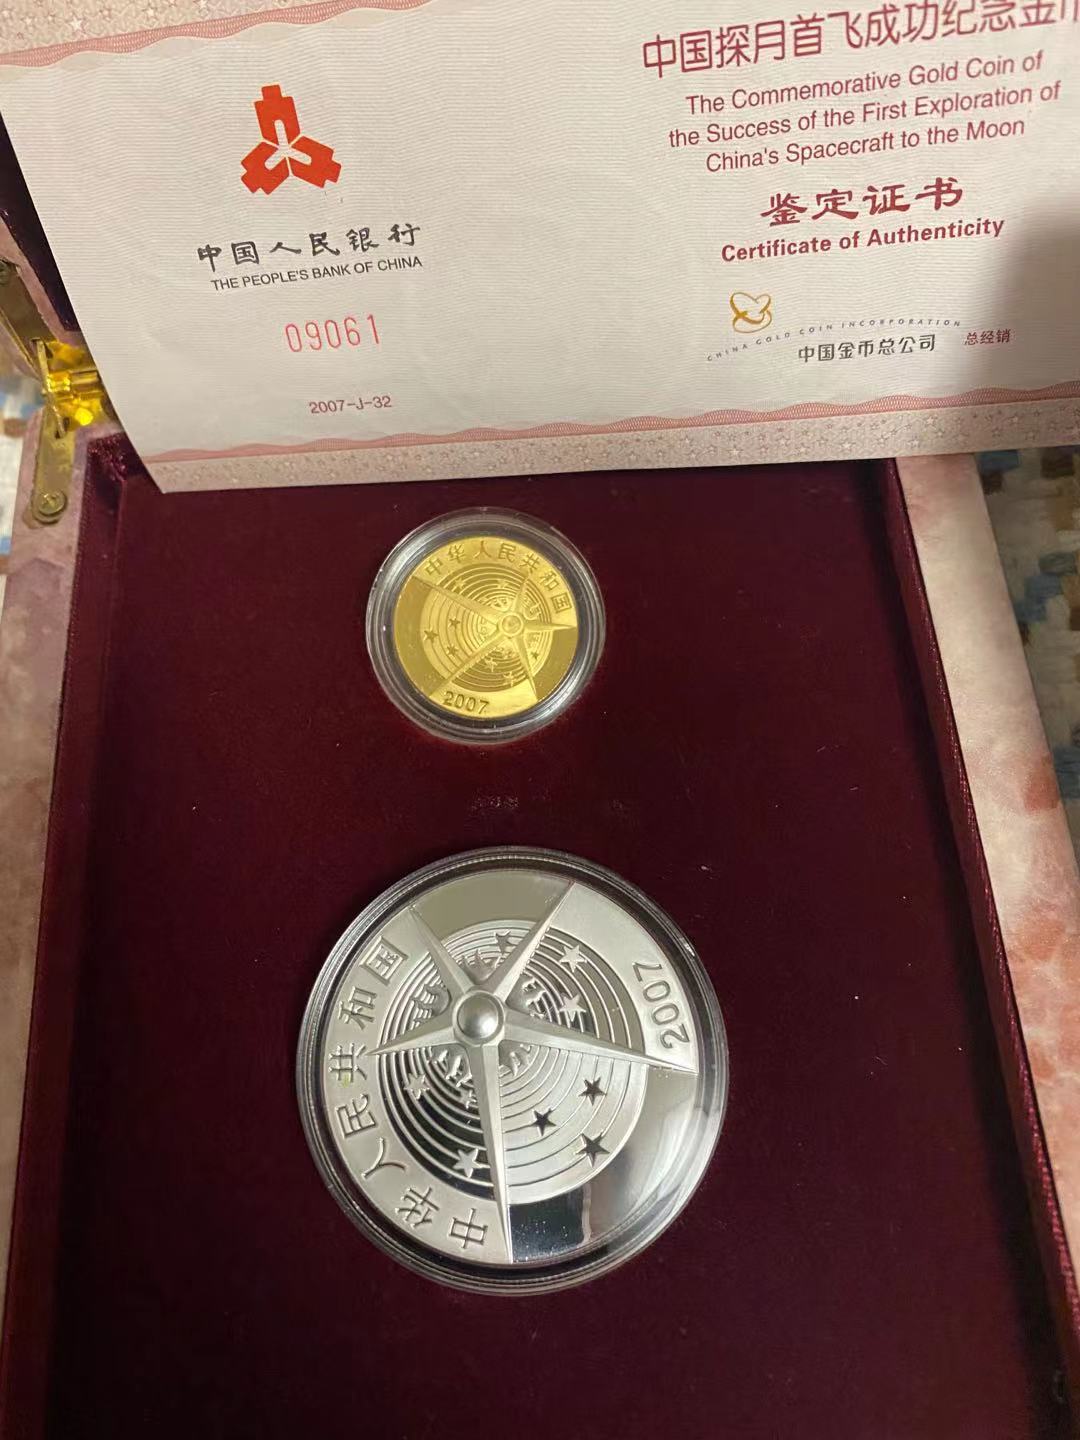 中国探月首飞成功纪念金币
The Commemorative Gold Coin of
the Success of the First Exploration of
China's Spacecraft to the Moon
鉴定证书
Certificate of Authenticity
CHINA GOLD COIN INCORPORATION
中国金币总公司 总经销
中国人民银行
THE PEOPLE'S BANK OF CHINA
09061
2007-J-32
中华人民共和国
2007
中华人民共和国
2007